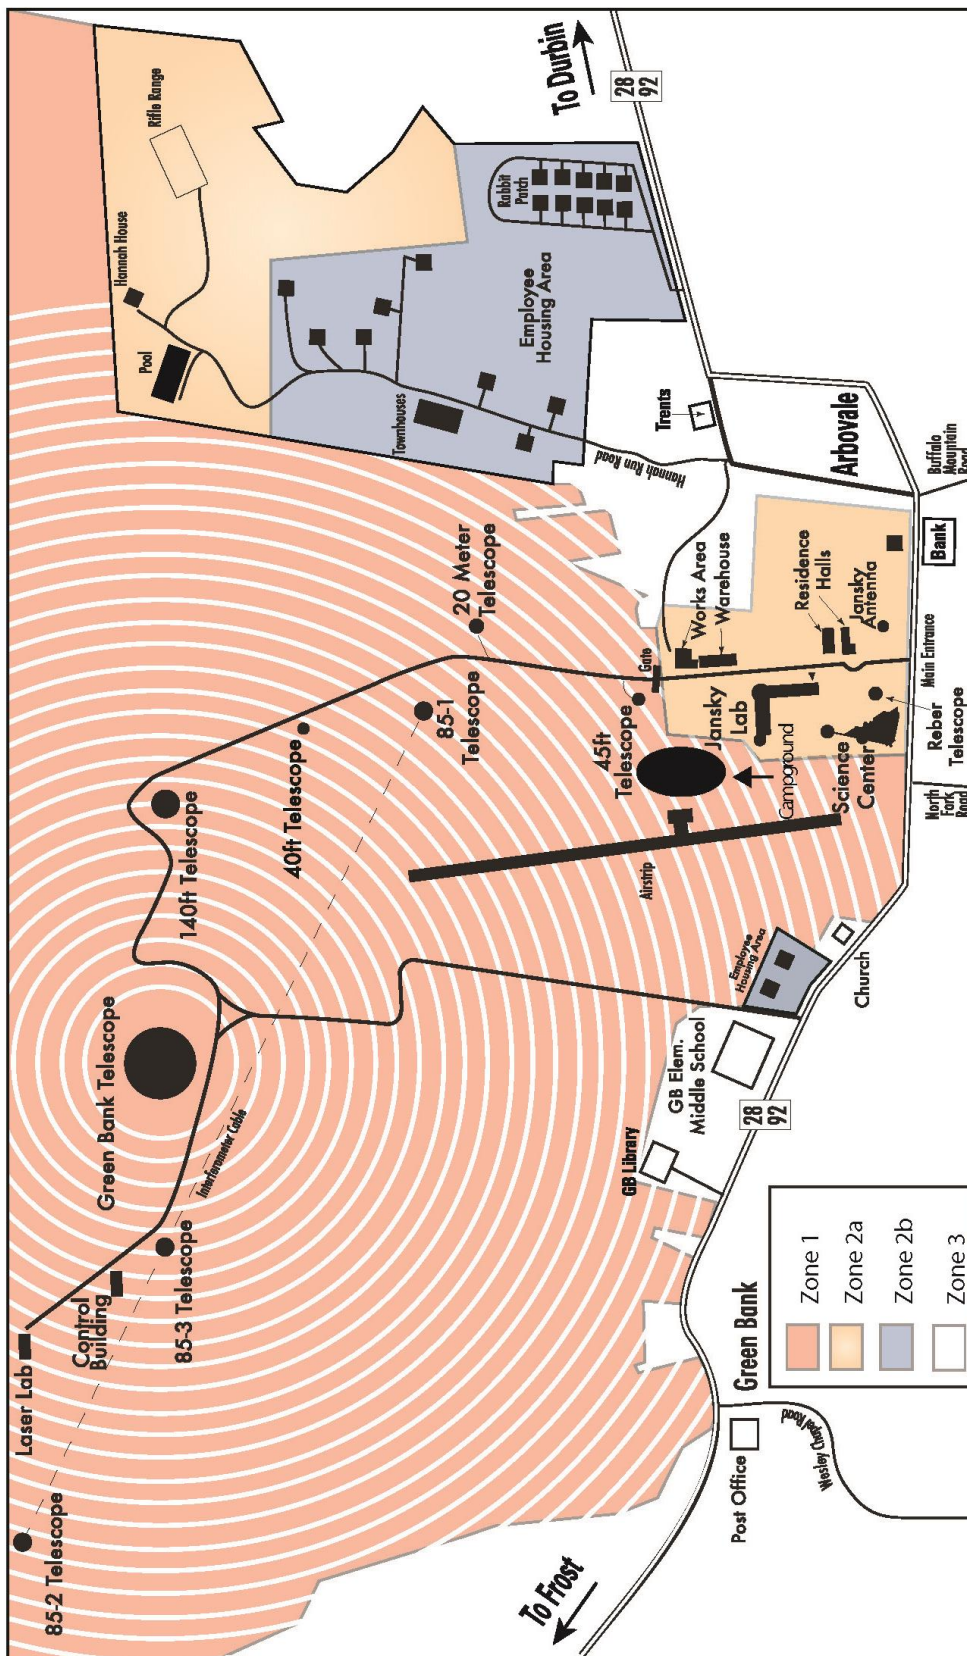 85-2 Telescope
Laser Lab
Control
Building
85-3 Telescope
Interferometer Cable
Green Bank Telescope
140ft Telescope
40ft Telescope
85-1
Telescope
20 Meter
Telescope
Pool
Hannah House
Rifle Range
Townhouses
Employee
Housing Area
Rabbit
Patch
To Durbin
28
92
Hannah Run Road
Trents
Arbovale
Buffalo
Mountain
Road
Bank
Works Area
Warehouse
Residence
Halls
Jansky
Antenna
Main Entrance
Gate
45ft
Telescope
Jansky
Lab
Campground
Science
Center
Reber
Telescope
North
Fork
Road
Airstrip
Employee
Housing Area
Church
GB Elem.
Middle School
GB Library
28
92
Green Bank
Post Office
Wesley Chapel Road
To Frost
Zone 1
Zone 2a
Zone 2b
Zone 3